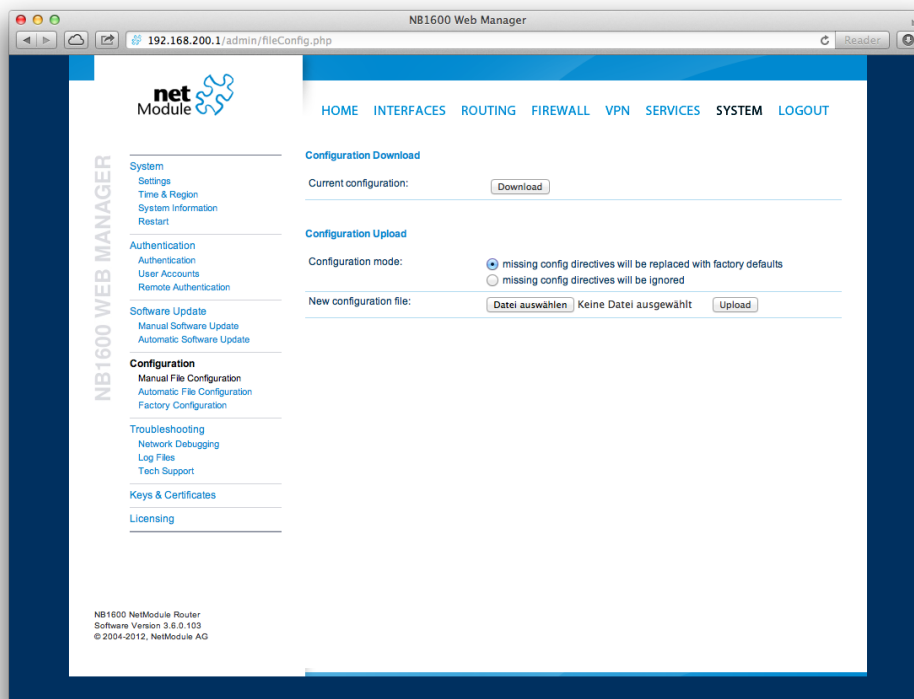 NB1600 Web Manager
192.168.200.1/admin/fileConfig.php
Reader
net
Module
HOME INTERFACES ROUTING FIREWALL VPN SERVICES SYSTEM LOGOUT
NB1600 WEB MANAGER
System
Settings
Time & Region
System Information
Restart
Authentication
Authentication
User Accounts
Remote Authentication
Software Update
Manual Software Update
Automatic Software Update
Configuration
Manual File Configuration
Automatic File Configuration
Factory Configuration
Troubleshooting
Network Debugging
Log Files
Tech Support
Keys & Certificates
Licensing
Configuration Download
Current configuration: Download
Configuration Upload
Configuration mode: missing config directives will be replaced with factory defaults
missing config directives will be ignored
New configuration file: Datei auswählen Keine Datei ausgewählt Upload
NB1600 NetModule Router
Software Version 3.6.0.103
© 2004-2012, NetModule AG